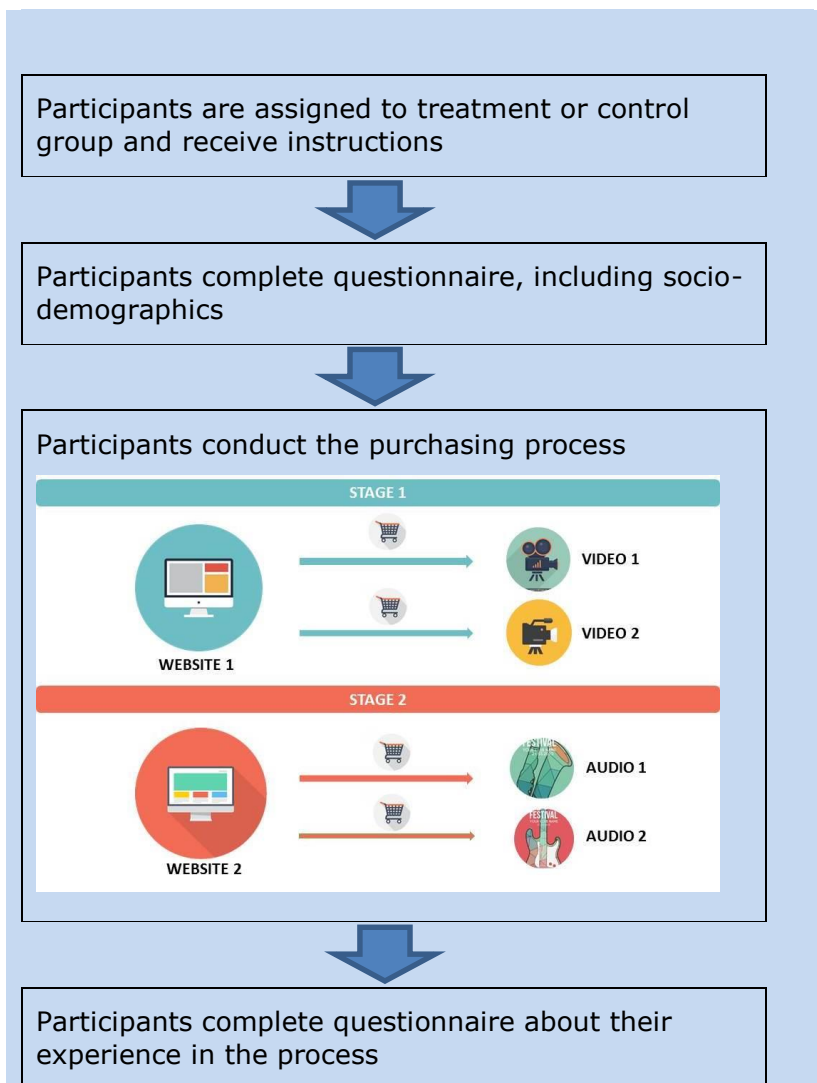 Participants are assigned to treatment or control
group and receive instructions
Participants complete questionnaire, including socio-
demographics
Participants conduct the purchasing process
STAGE 1
VIDEO 1
VIDEO 2
WEBSITE 1
STAGE 2
FESTIVAL
AUDIO 1
FESTIVAL
AUDIO 2
WEBSITE 2
Participants complete questionnaire about their
experience in the process